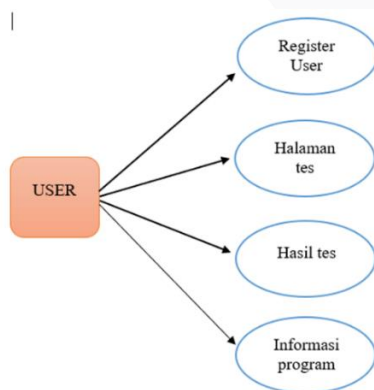 Register
User
Halaman
tes
USER
Hasil tes
Informasi
program